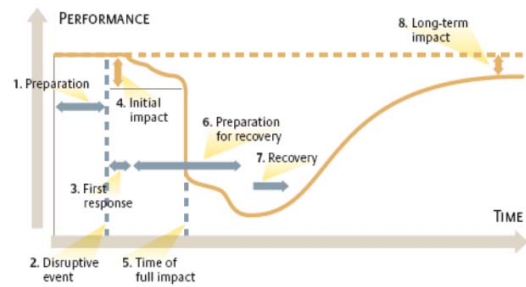 PERFORMANCE
8. Long-term
impact
1. Preparation
4. Initial
impact
6. Preparation
for recovery
7. Recovery
3. First
response
TIME
2. Disruptive
event
5. Time of
full impact